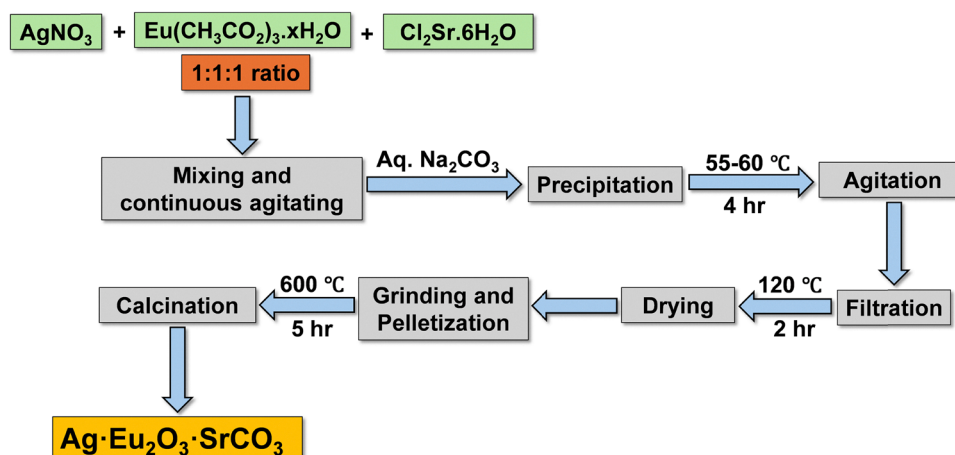 AgNO₃ + Eu(CH₃CO₂)₃.xH₂O + Cl₂Sr.6H₂O
1:1:1 ratio
Mixing and
continuous agitating
Aq. Na₂CO₃
Precipitation
55-60 ℃
4 hr
Agitation
Filtration
120 ℃
2 hr
Drying
Grinding and
Pelletization
600 ℃
5 hr
Calcination
Ag·Eu₂O₃·SrCO₃